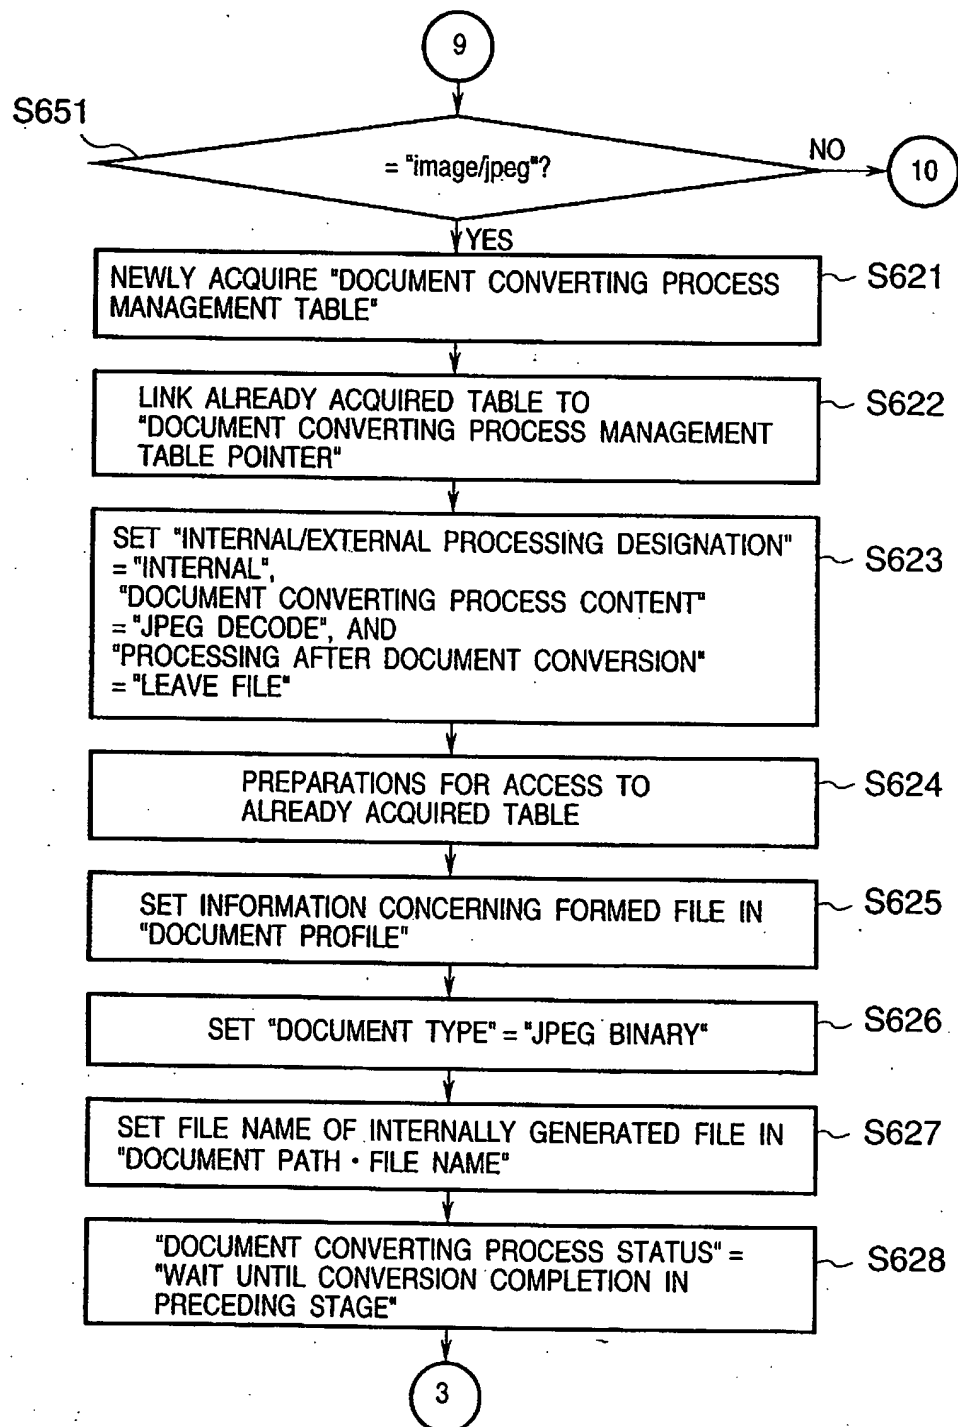 9
S651
= "image/jpeg"?
NO
10
YES
NEWLY ACQUIRE "DOCUMENT CONVERTING PROCESS
MANAGEMENT TABLE"
S621
LINK ALREADY ACQUIRED TABLE TO
"DOCUMENT CONVERTING PROCESS MANAGEMENT
TABLE POINTER"
S622
SET "INTERNAL/EXTERNAL PROCESSING DESIGNATION"
= "INTERNAL",
"DOCUMENT CONVERTING PROCESS CONTENT"
= "JPEG DECODE", AND
"PROCESSING AFTER DOCUMENT CONVERSION"
= "LEAVE FILE"
S623
PREPARATIONS FOR ACCESS TO
ALREADY ACQUIRED TABLE
S624
SET INFORMATION CONCERNING FORMED FILE IN
"DOCUMENT PROFILE"
S625
SET "DOCUMENT TYPE" = "JPEG BINARY"
S626
SET FILE NAME OF INTERNALLY GENERATED FILE IN
"DOCUMENT PATH · FILE NAME"
S627
"DOCUMENT CONVERTING PROCESS STATUS" =
"WAIT UNTIL CONVERSION COMPLETION IN
PRECEDING STAGE"
S628
3